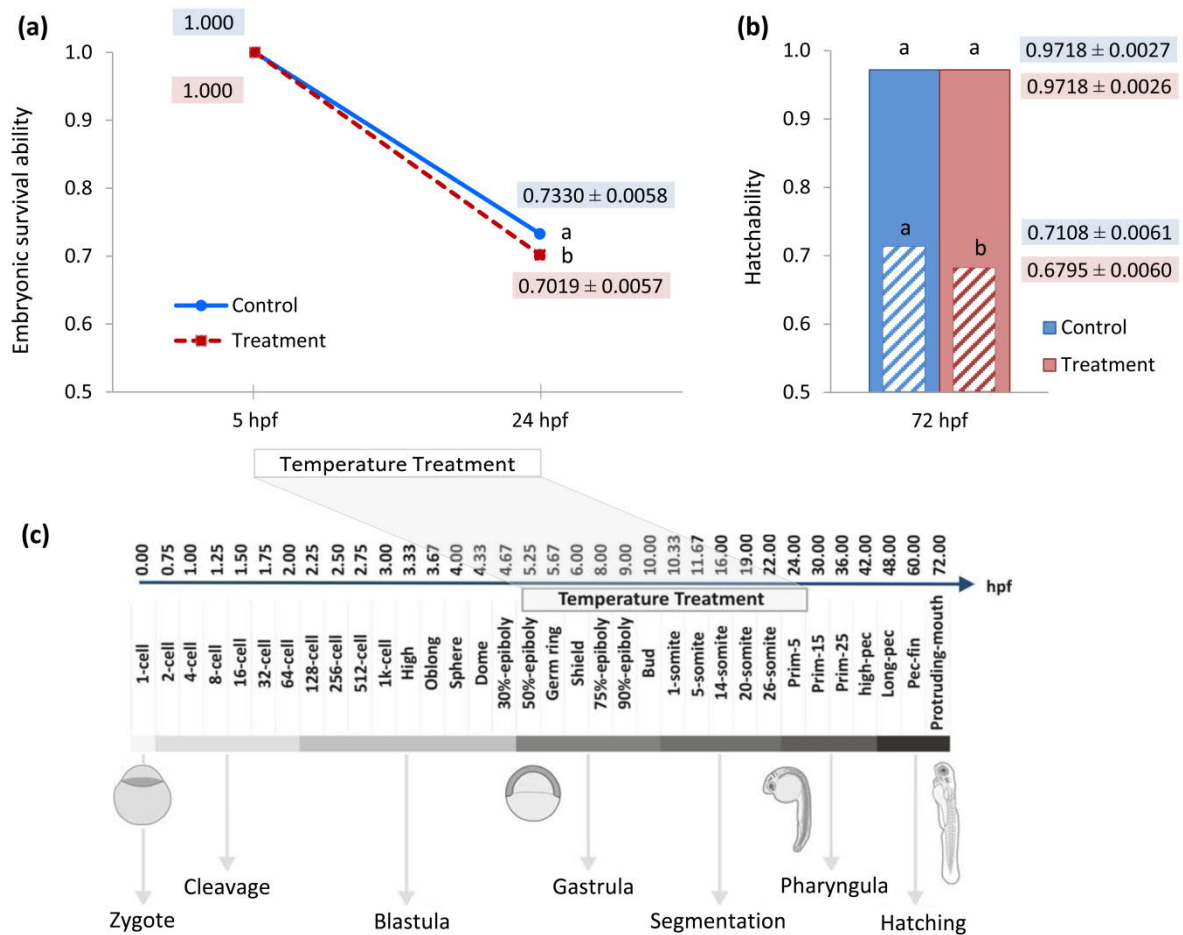 (a)
1.000
1.000
Embryonic survival ability
1.0
0.9
0.8
0.7
0.6
0.5
0.7330 ± 0.0058
a
b
0.7019 ± 0.0057
Control
Treatment
5 hpf
24 hpf
Temperature Treatment
(b)
Hatchability
1.0
0.9
0.8
0.7
0.6
0.5
a
a
0.9718 ± 0.0027
0.9718 ± 0.0026
a
b
0.7108 ± 0.0061
0.6795 ± 0.0060
Control
Treatment
72 hpf
(c)
0.00
0.75
1.00
1.25
1.50
1.75
2.00
2.25
2.50
2.75
3.00
3.33
3.67
4.00
4.33
4.67
5.25
5.67
6.00
8.00
9.00
10.00
10.33
11.67
16.00
19.00
22.00
24.00
30.00
36.00
42.00
48.00
60.00
72.00
hpf
Temperature Treatment
1-cell
2-cell
4-cell
8-cell
16-cell
32-cell
64-cell
128-cell
256-cell
512-cell
1k-cell
High
Oblong
Sphere
Dome
30%-epiboly
50%-epiboly
Germ ring
Shield
75%-epiboly
90%-epiboly
Bud
1-somite
5-somite
14-somite
20-somite
26-somite
Prim-5
Prim-15
Prim-25
high-pec
Long-pec
Pec-fin
Protruding-mouth
Zygote
Cleavage
Blastula
Gastrula
Segmentation
Pharyngula
Hatching